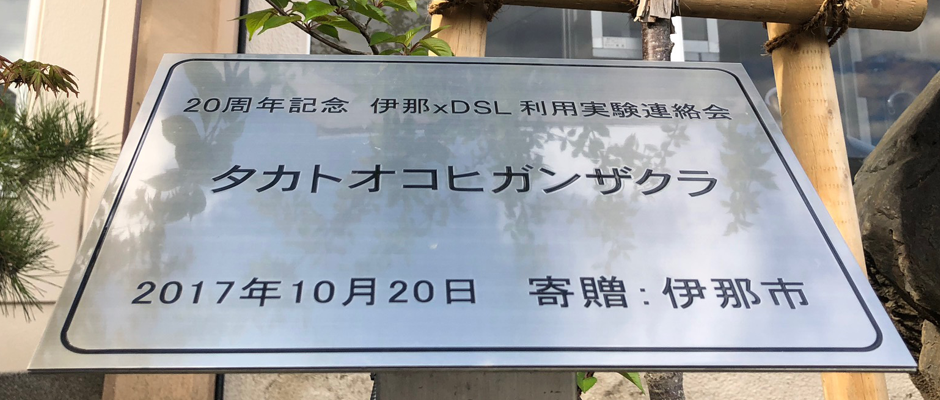 20周年記念 伊那xDSL利用実験連絡会
タカトオコヒガンザクラ
2017年10月20日 寄贈:伊那市